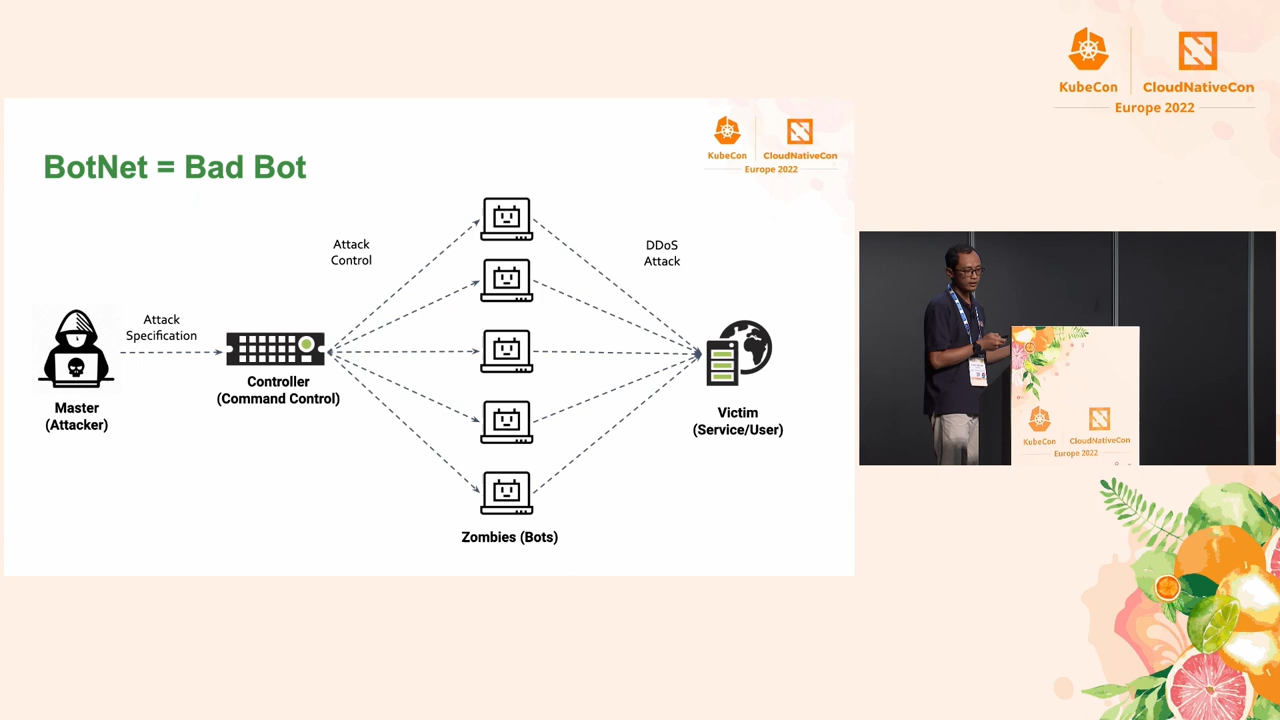 KubeCon
CloudNativeCon
Europe 2022
BotNet = Bad Bot
KubeCon
CloudNativeCon
Europe 2022
Attack
Control
DDoS
Attack
Attack
Specification
Master
(Attacker)
Controller
(Command Control)
Victim
(Service/User)
Zombies (Bots)
KubeCon
CloudNativeCon
Europe 2022